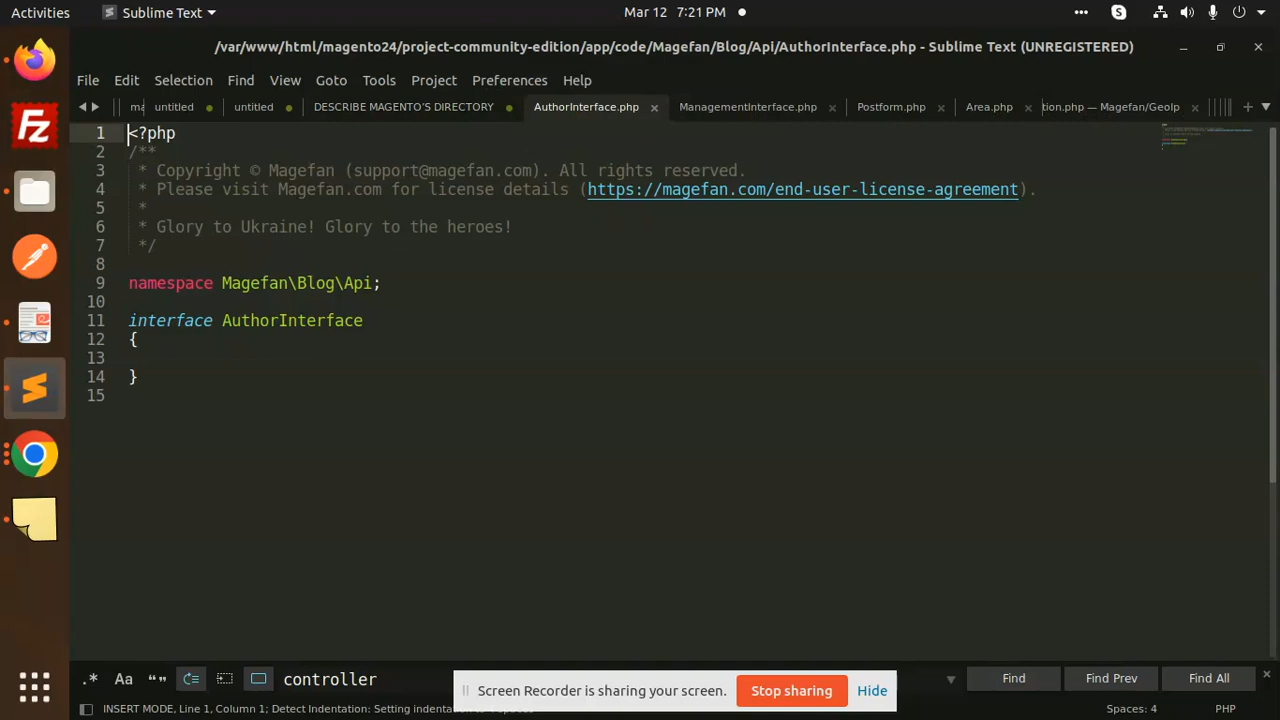 Activities Sublime Text Mar 12 7:21 PM
/var/www/html/magento24/project-community-edition/app/code/Magefan/Blog/Api/AuthorInterface.php - Sublime Text (UNREGISTERED)
File Edit Selection Find View Goto Tools Project Preferences Help
ma untitled untitled DESCRIBE MAGENTO'S DIRECTORY AuthorInterface.php ManagementInterface.php Postform.php Area.php tion.php — Magefan/GeoIp
1 <?php
2 /**
3 * Copyright © Magefan (support@magefan.com). All rights reserved.
4 * Please visit Magefan.com for license details (https://magefan.com/end-user-license-agreement).
5 *
6 * Glory to Ukraine! Glory to the heroes!
7 */
8
9 namespace Magefan\Blog\Api;
10
11 interface AuthorInterface
12 {
13
14 }
15
.* Aa “” controller Find Find Prev Find All
Screen Recorder is sharing your screen. Stop sharing Hide
INSERT MODE, Line 1, Column 1; Detect Indentation: Setting indentation to 4 spaces Spaces: 4 PHP